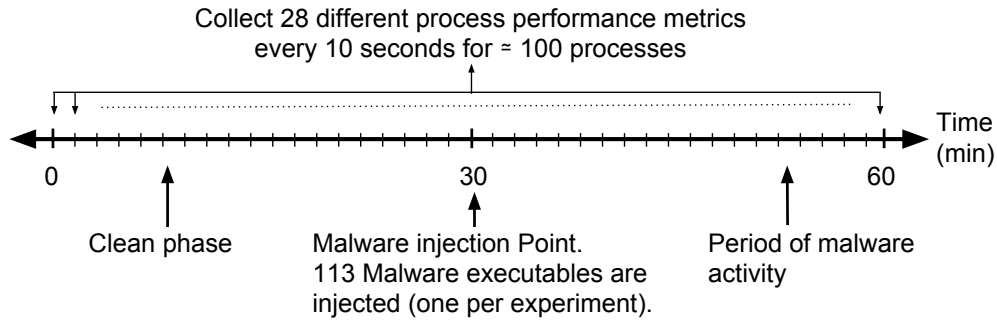 Collect 28 different process performance metrics
every 10 seconds for ≃ 100 processes
Time
(min)
0
30
60
Clean phase
Malware injection Point.
113 Malware executables are
injected (one per experiment).
Period of malware
activity